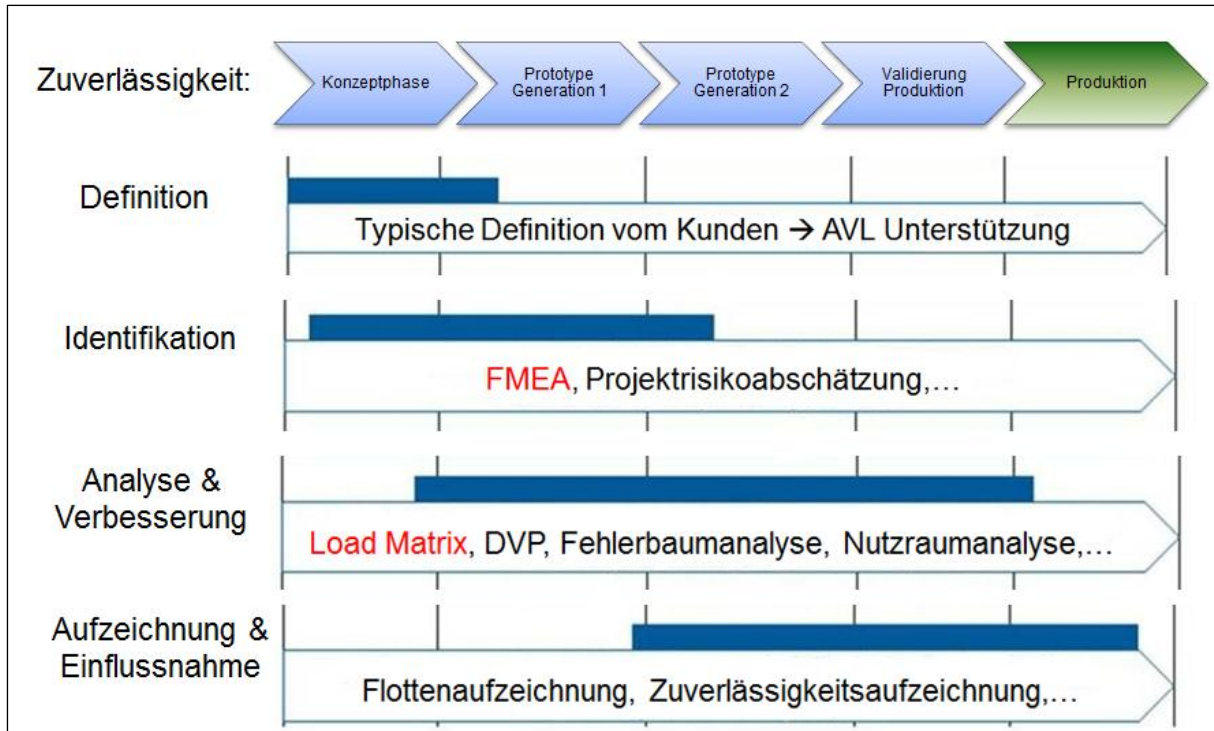 Zuverlässigkeit:
Konzeptphase
Prototype
Generation 1
Prototype
Generation 2
Validierung
Produktion
Produktion
Definition
Typische Definition vom Kunden → AVL Unterstützung
Identifikation
FMEA, Projektrisikoabschätzung,…
Analyse &
Verbesserung
Load Matrix, DVP, Fehlerbaumanalyse, Nutzraumanalyse,…
Aufzeichnung &
Einflussnahme
Flottenaufzeichnung, Zuverlässigkeitsaufzeichnung,…